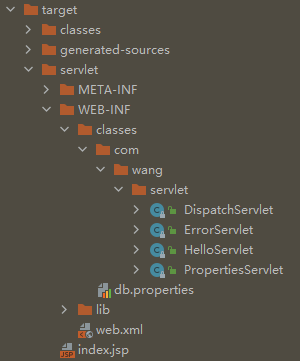 target
classes
generated-sources
servlet
META-INF
WEB-INF
classes
com
wang
servlet
DispatchServlet
ErrorServlet
HelloServlet
PropertiesServlet
db.properties
lib
web.xml
index.jsp